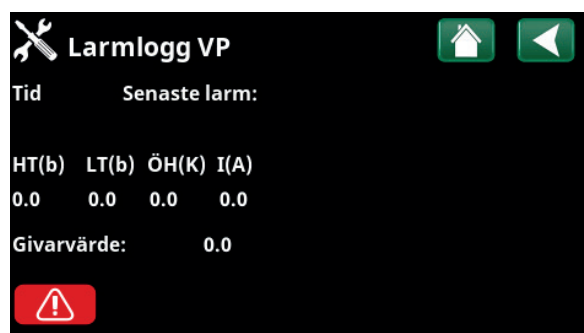 Larmlogg VP
Tid Senaste larm:
HT(b) LT(b) ÖH(K) I(A)
0.0 0.0 0.0 0.0
Givarvärde: 0.0